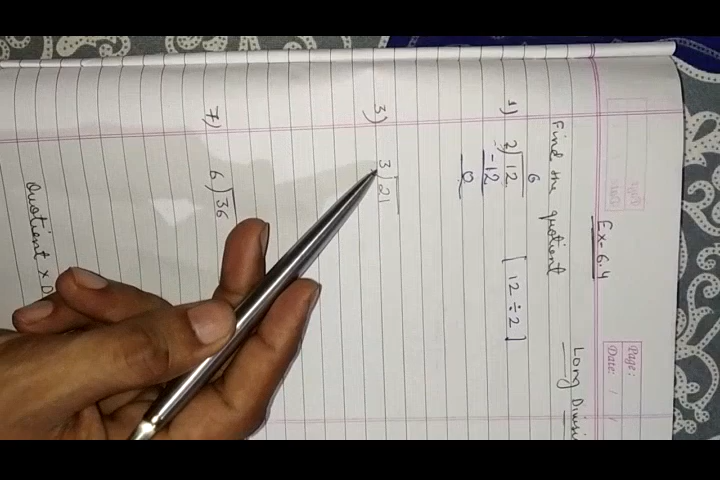 Page:
Date: / /
Ex- 6.4
Long
Find the quotient
1) 2)12 6 [ 12 ÷ 2 ]
-12
0
3) 3)21
7) 6)36
Quotient ×